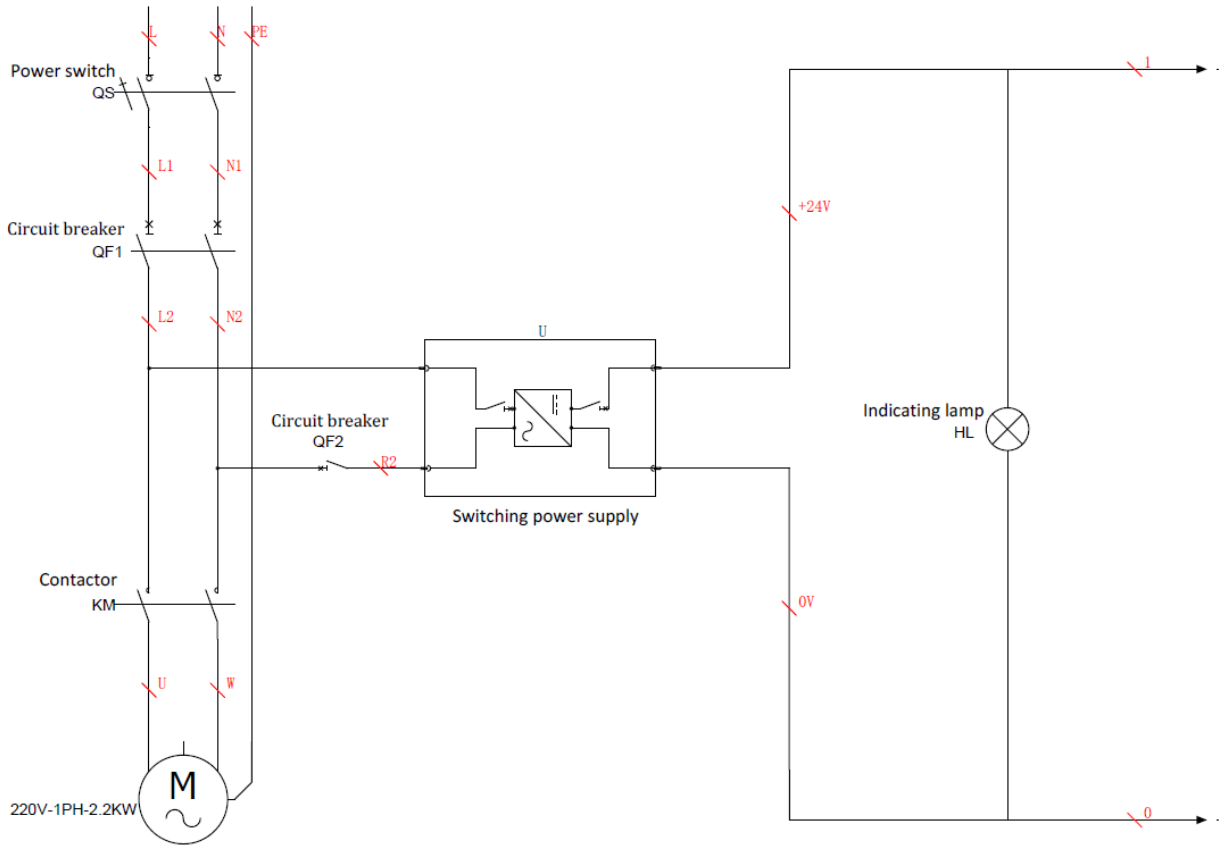 L N PE
Power switch
QS
1
L1 N1
+24V
Circuit breaker
QF1
L2 N2
U
Circuit breaker
QF2
R2
Switching power supply
Indicating lamp
HL
Contactor
KM
0V
U W
M
220V-1PH-2.2KW
0